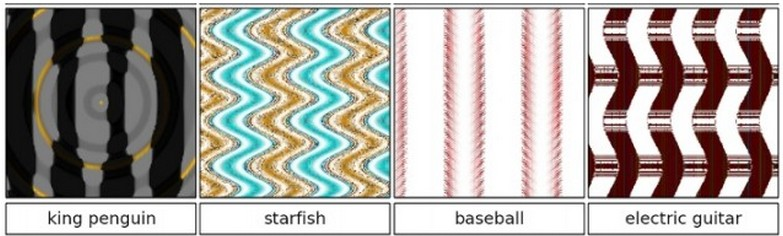 king penguin
starfish
baseball
electric guitar